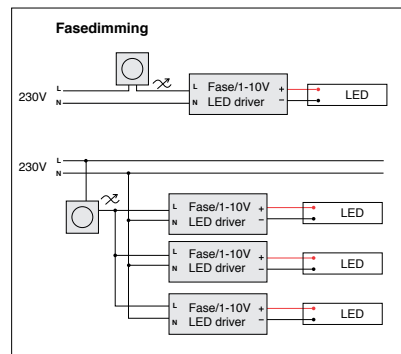 Fasedimming
230V L N
L N Fase/1-10V LED driver + − LED
230V L N
L N Fase/1-10V LED driver + − LED
L N Fase/1-10V LED driver + − LED
L N Fase/1-10V LED driver + − LED